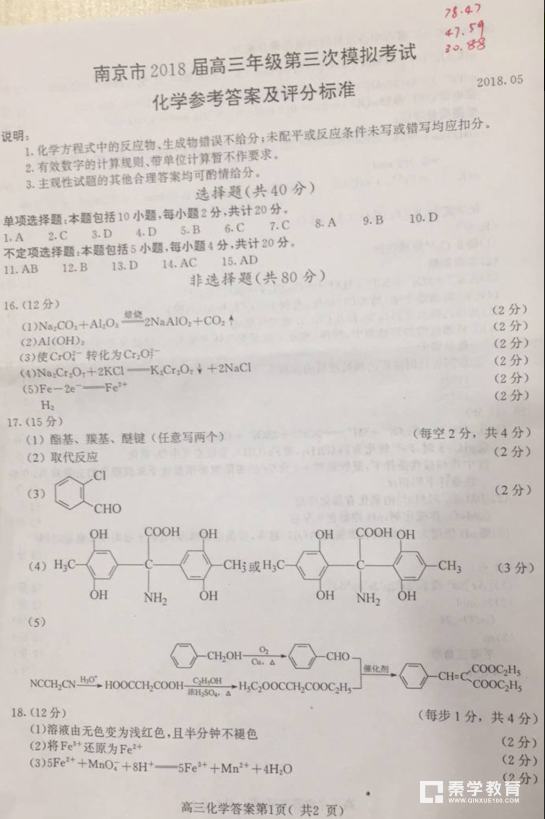 78.47
47.59
30.88
南京市2018届高三年级第三次模拟考试
化学参考答案及评分标准
2018.05
说明:
1.化学方程式中的反应物、生成物错误不给分;未配平或反应条件未写或错写均应扣分。
2.有效数字的计算规则、带单位计算暂不作要求。
3.主观性试题的其他合理答案均可酌情给分。
选择题(共40分)
单项选择题:本题包括10小题,每小题2分,共计20分。
1.A 2.C 3.D 4.D 5.B 6.C 7.C 8.A 9.B 10.D
不定项选择题:本题包括5小题,每小题4分,共计20分。
11.AB 12.B 13.D 14.AC 15.AD
非选择题(共80分)
16.(12分)
(1)Na₂CO₃+Al₂O₃ 煅烧 2NaAlO₂+CO₂↑ (2分)
(2)Al(OH)₃ (2分)
(3)使CrO₄²⁻转化为Cr₂O₇²⁻ (2分)
(4)Na₂Cr₂O₇+2KCl══K₂Cr₂O₇↓+2NaCl (2分)
(5)Fe-2e⁻══Fe²⁺ (2分)
H₂ (2分)
17.(15分)
(1) 酯基、羰基、醚键(任意写两个) (每空2分,共4分)
(2) 取代反应 (2分)
(3) Cl CHO (2分)
OH COOH OH OH COOH OH
(4) H₃C CH₃或H₃C CH₃ (3分)
OH NH₂ OH OH NH₂ OH
(5)
CH₂OH O₂ Cu,△ CHO
催化剂 CH=C COOC₂H₅ COOC₂H₅
NCCH₂CN H₃O⁺ HOOCCH₂COOH C₂H₅OH 浓H₂SO₄,△ H₅C₂OOCCH₂COOC₂H₅
(每步1分,共4分)
18.(12分)
(1)溶液由无色变为浅红色,且半分钟不褪色 (2分)
(2)将Fe³⁺还原为Fe²⁺ (2分)
(3)5Fe²⁺+MnO₄⁻+8H⁺══5Fe³⁺+Mn²⁺+4H₂O (2分)
(2分)
高三化学答案第1页(共2页)
秦学教育
WWW.QINXUE100.COM